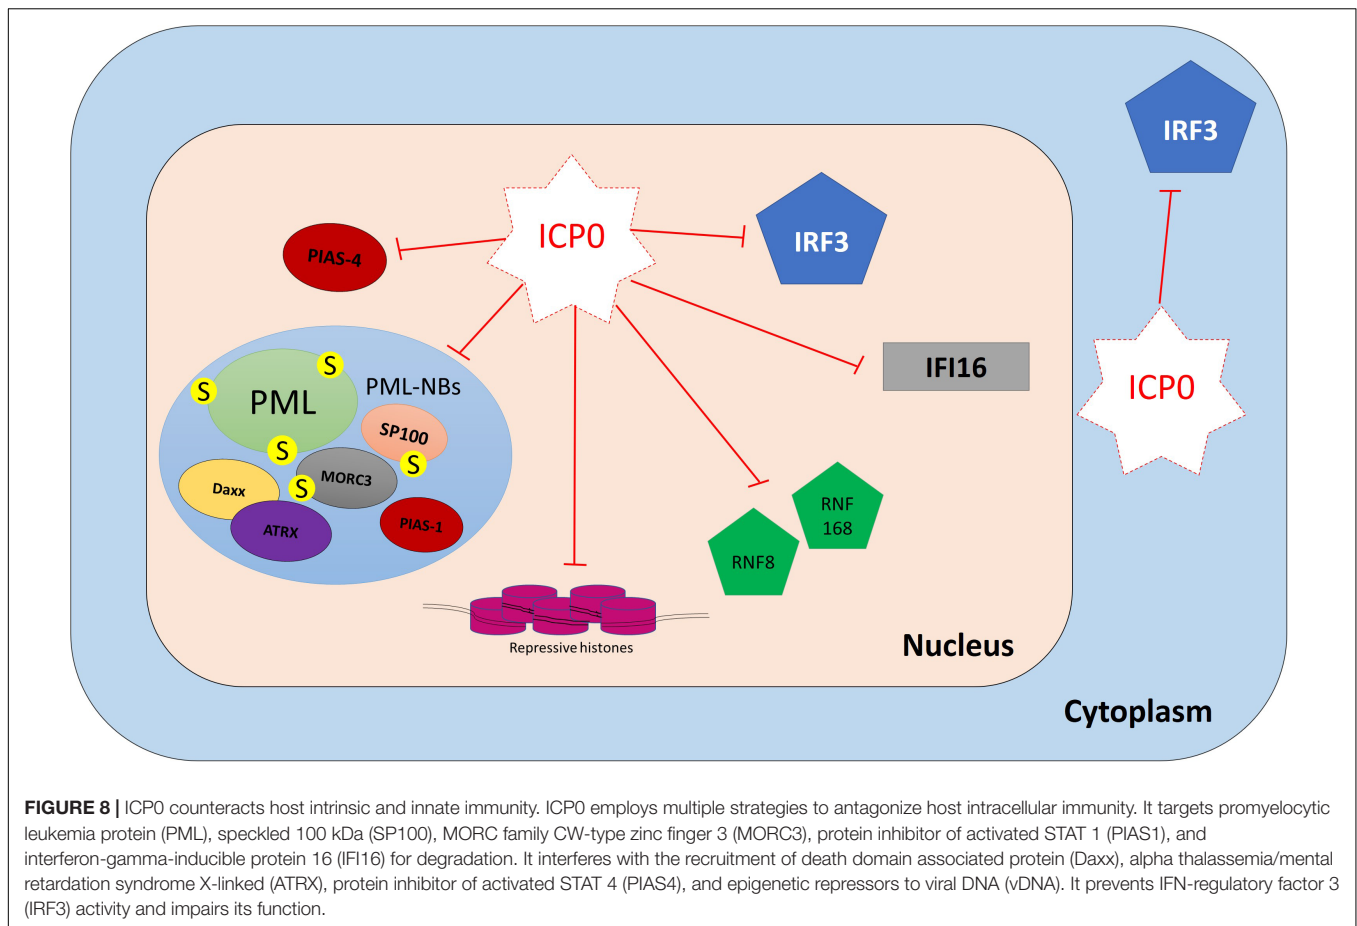 IRF3
ICP0
IRF3
PIAS-4
S
S
PML
PML-NBs
IFI16
ICP0
SP100
S
S
MORC3
S
Daxx
RNF
168
PIAS-1
ATRX
RNF8
Repressive histones
Nucleus
Cytoplasm
FIGURE 8 | ICP0 counteracts host intrinsic and innate immunity. ICP0 employs multiple strategies to antagonize host intracellular immunity. It targets promyelocytic
leukemia protein (PML), speckled 100 kDa (SP100), MORC family CW-type zinc finger 3 (MORC3), protein inhibitor of activated STAT 1 (PIAS1), and
interferon-gamma-inducible protein 16 (IFI16) for degradation. It interferes with the recruitment of death domain associated protein (Daxx), alpha thalassemia/mental
retardation syndrome X-linked (ATRX), protein inhibitor of activated STAT 4 (PIAS4), and epigenetic repressors to viral DNA (vDNA). It prevents IFN-regulatory factor 3
(IRF3) activity and impairs its function.